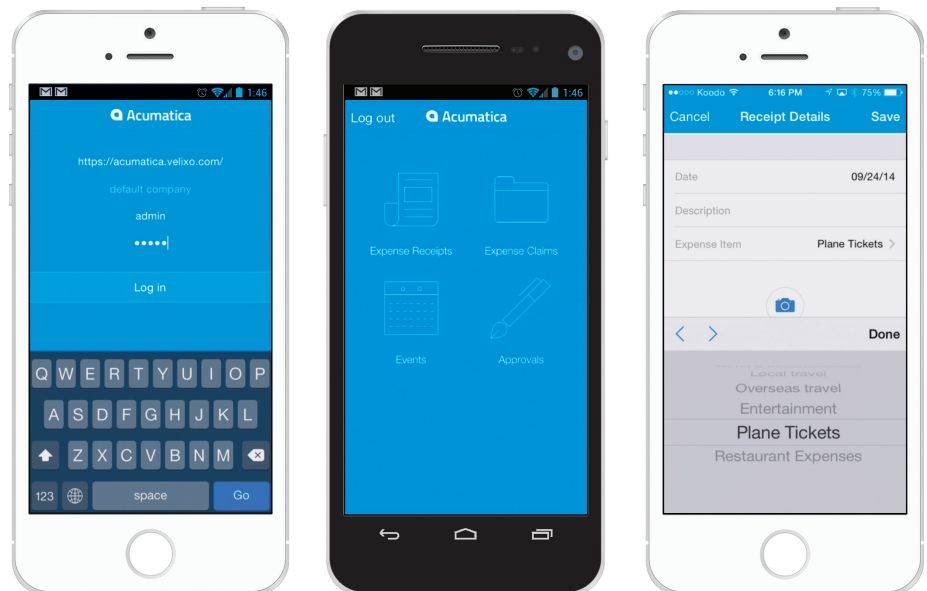 1:46
Acumatica
https://acumatica.velixo.com/
default company
admin
•••••
Log in
Q W E R T Y U I O P
A S D F G H J K L
Z X C V B N M
123 space Go
1:46
Log out Acumatica
Expense Receipts Expense Claims
Events Approvals
Koodo 6:16 PM 75%
Cancel Receipt Details Save
Date 09/24/14
Description
Expense Item Plane Tickets >
< > Done
Local travel
Overseas travel
Entertainment
Plane Tickets
Restaurant Expenses